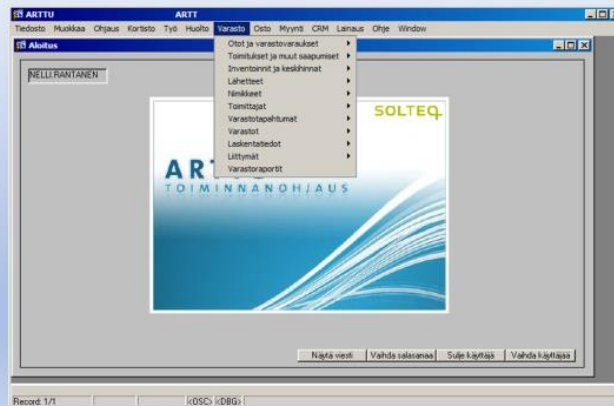 ARTTU ARTT
Tiedosto Muokkaa Ohjaus Kortisto Työ Huolto Varasto Osto Myynti CRM Lainaus Ohje Window
Aloitus
NELLI.RANTANEN
Otot ja varastovaraukset
Toimitukset ja muut saapumiset
Inventoinnit ja keskihinnat
Lähetteet
Nimikkeet
Toimittajat
Varastotapahtumat
Varastot
Laskentatiedot
Liittymät
Varastoraportit
SOLTEQ
AR
TOIMINNANOHJAUS
Näytä viesti Vaihda salasanaa Sulje käyttäjä Vaihda käyttäjää
Record: 1/1 <OSC> <DBG>